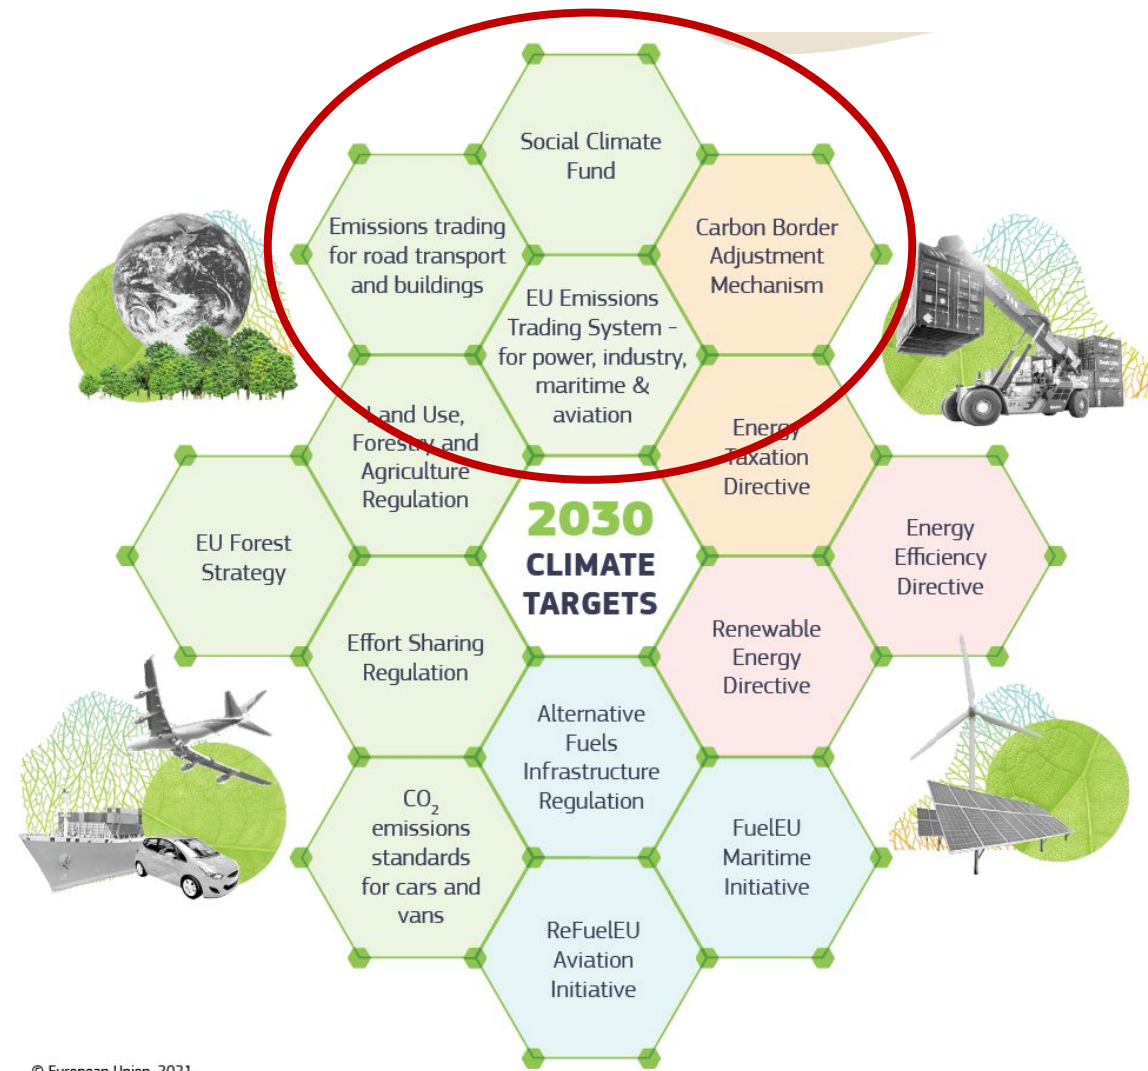 Social Climate
Fund
Emissions trading
for road transport
and buildings
Carbon Border
Adjustment
Mechanism
EU Emissions
Trading System –
for power, industry,
maritime &
aviation
Land Use,
Forestry and
Agriculture
Regulation
Energy
Taxation
Directive
EU Forest
Strategy
2030
CLIMATE
TARGETS
Energy
Efficiency
Directive
Effort Sharing
Regulation
Renewable
Energy
Directive
Alternative
Fuels
Infrastructure
Regulation
CO₂
emissions
standards
for cars and
vans
FuelEU
Maritime
Initiative
ReFuelEU
Aviation
Initiative
© European Union, 2021